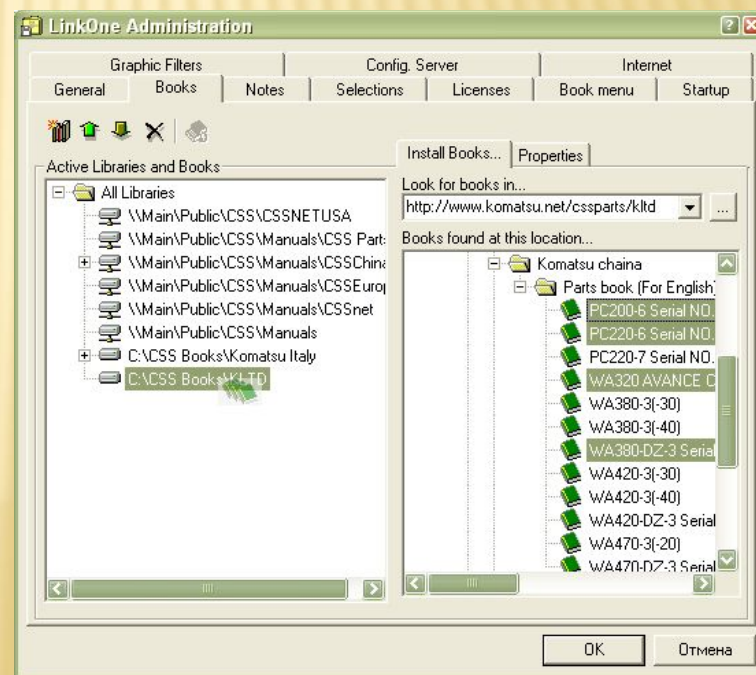 LinkOne Administration
Graphic Filters
Config. Server
Internet
General
Books
Notes
Selections
Licenses
Book menu
Startup
Install Books...
Properties
Active Libraries and Books
Look for books in...
All Libraries
http://www.komatsu.net/cssparts/kltd
...
\\Main\Public\CSS\CSSNETUSA
Books found at this location...
\\Main\Public\CSS\Manuals\CSS Part
\\Main\Public\CSS\Manuals\CSSChina
\\Main\Public\CSS\Manuals\CSSEuro
\\Main\Public\CSS\Manuals\CSSnet
\\Main\Public\CSS\Manuals
C:\CSS Books\Komatsu Italy
C:\CSS Books\KLTD
Komatsu chaina
Parts book (For English)
PC200-6 Serial NO.
PC220-6 Serial NO.
PC220-7 Serial NO.
WA320 AVANCE C
WA380-3(-30)
WA380-3(-40)
WA380-DZ-3 Serial
WA420-3(-30)
WA420-3(-40)
WA420-DZ-3 Serial
WA470-3(-20)
WA470-DZ-3 Serial
OK
Отмена